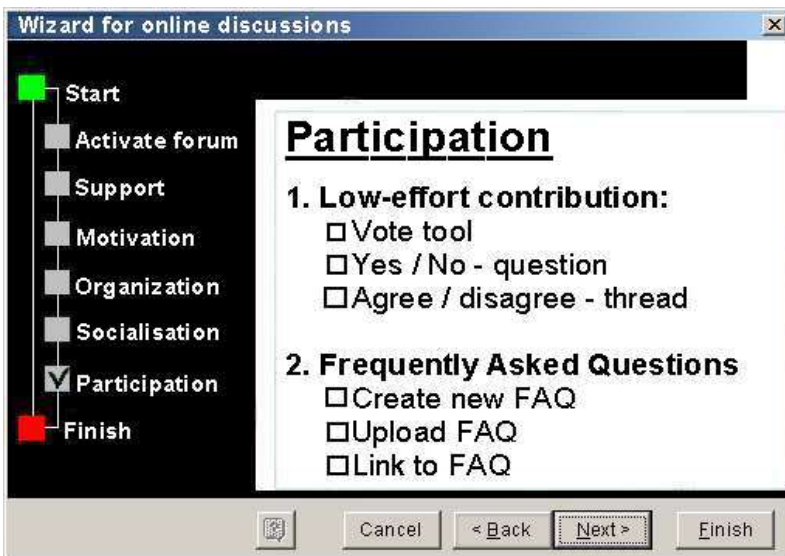 Wizard for online discussions
Start
Activate forum
Support
Motivation
Organization
Socialisation
Participation
Finish
Participation
1. Low-effort contribution:
Vote tool
Yes / No - question
Agree / disagree - thread
2. Frequently Asked Questions
Create new FAQ
Upload FAQ
Link to FAQ
Cancel
< Back
Next >
Finish